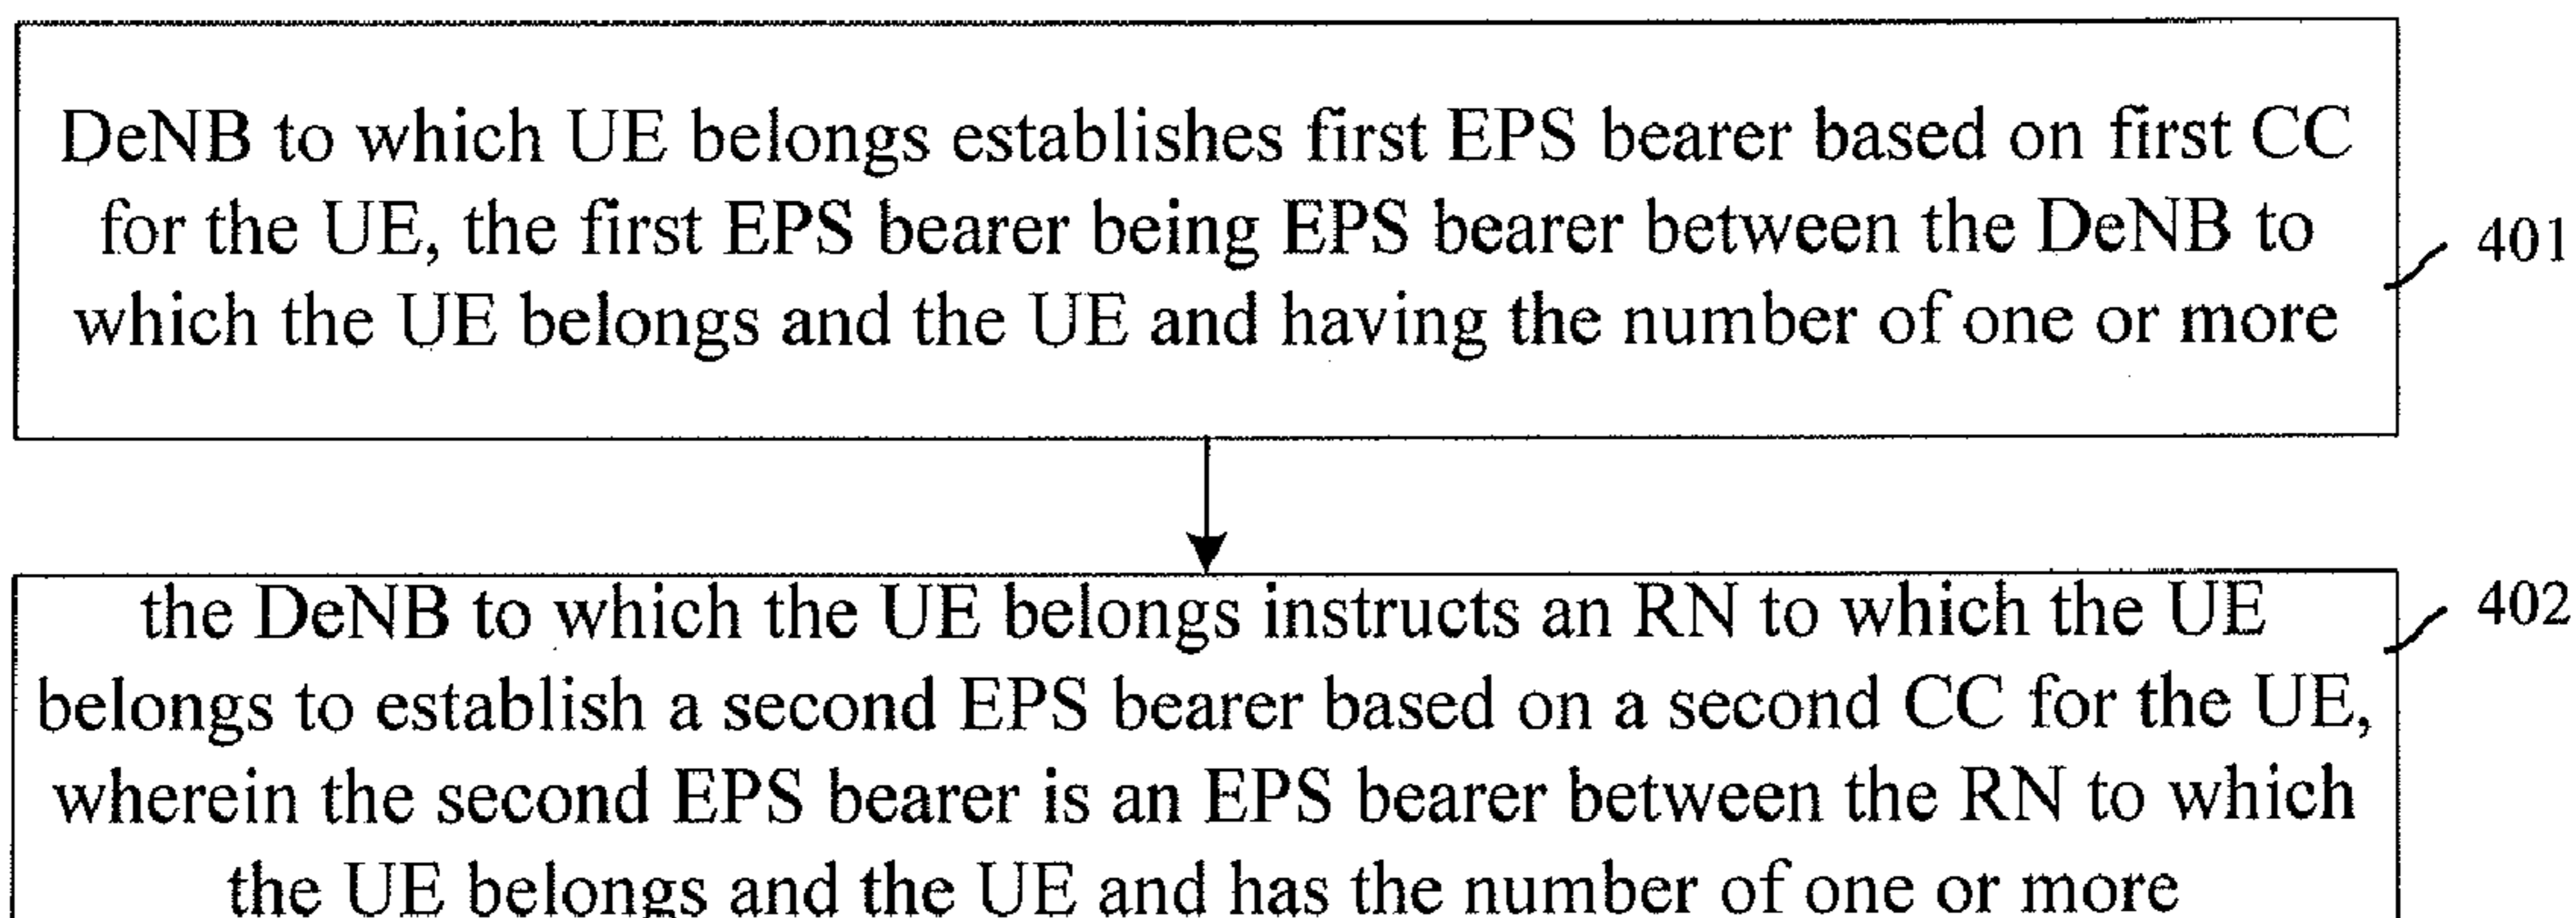 DeNB to which UE belongs establishes first EPS bearer based on first CC
for the UE, the first EPS bearer being EPS bearer between the DeNB to
which the UE belongs and the UE and having the number of one or more
401
the DeNB to which the UE belongs instructs an RN to which the UE
belongs to establish a second EPS bearer based on a second CC for the UE,
wherein the second EPS bearer is an EPS bearer between the RN to which
the UE belongs and the UE and has the number of one or more
402